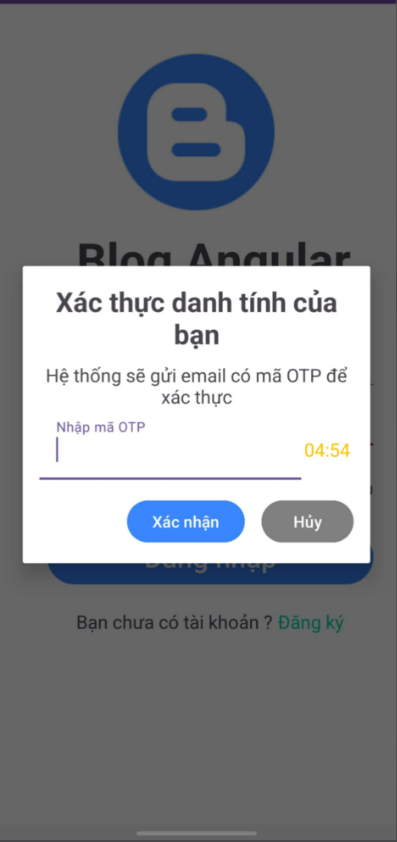 Blog Angular
Xác thực danh tính của
bạn
Hệ thống sẽ gửi email có mã OTP để
xác thực
Nhập mã OTP
04:54
Xác nhận
Hủy
Đăng nhập
Bạn chưa có tài khoản ? Đăng ký